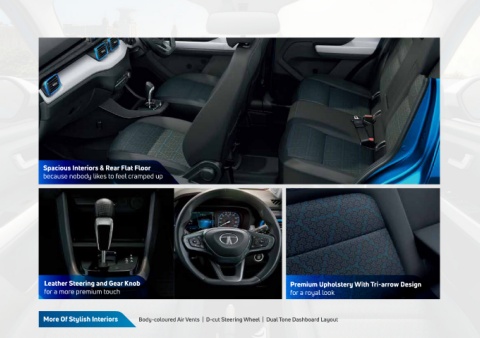 Spacious Interiors & Rear Flat Floor
because nobody likes to feel cramped up
Leather Steering and Gear Knob
for a more premium touch
Premium Upholstery With Tri-arrow Design
for a royal look
More Of Stylish Interiors
Body-coloured Air Vents | D-cut Steering Wheel | Dual Tone Dashboard Layout